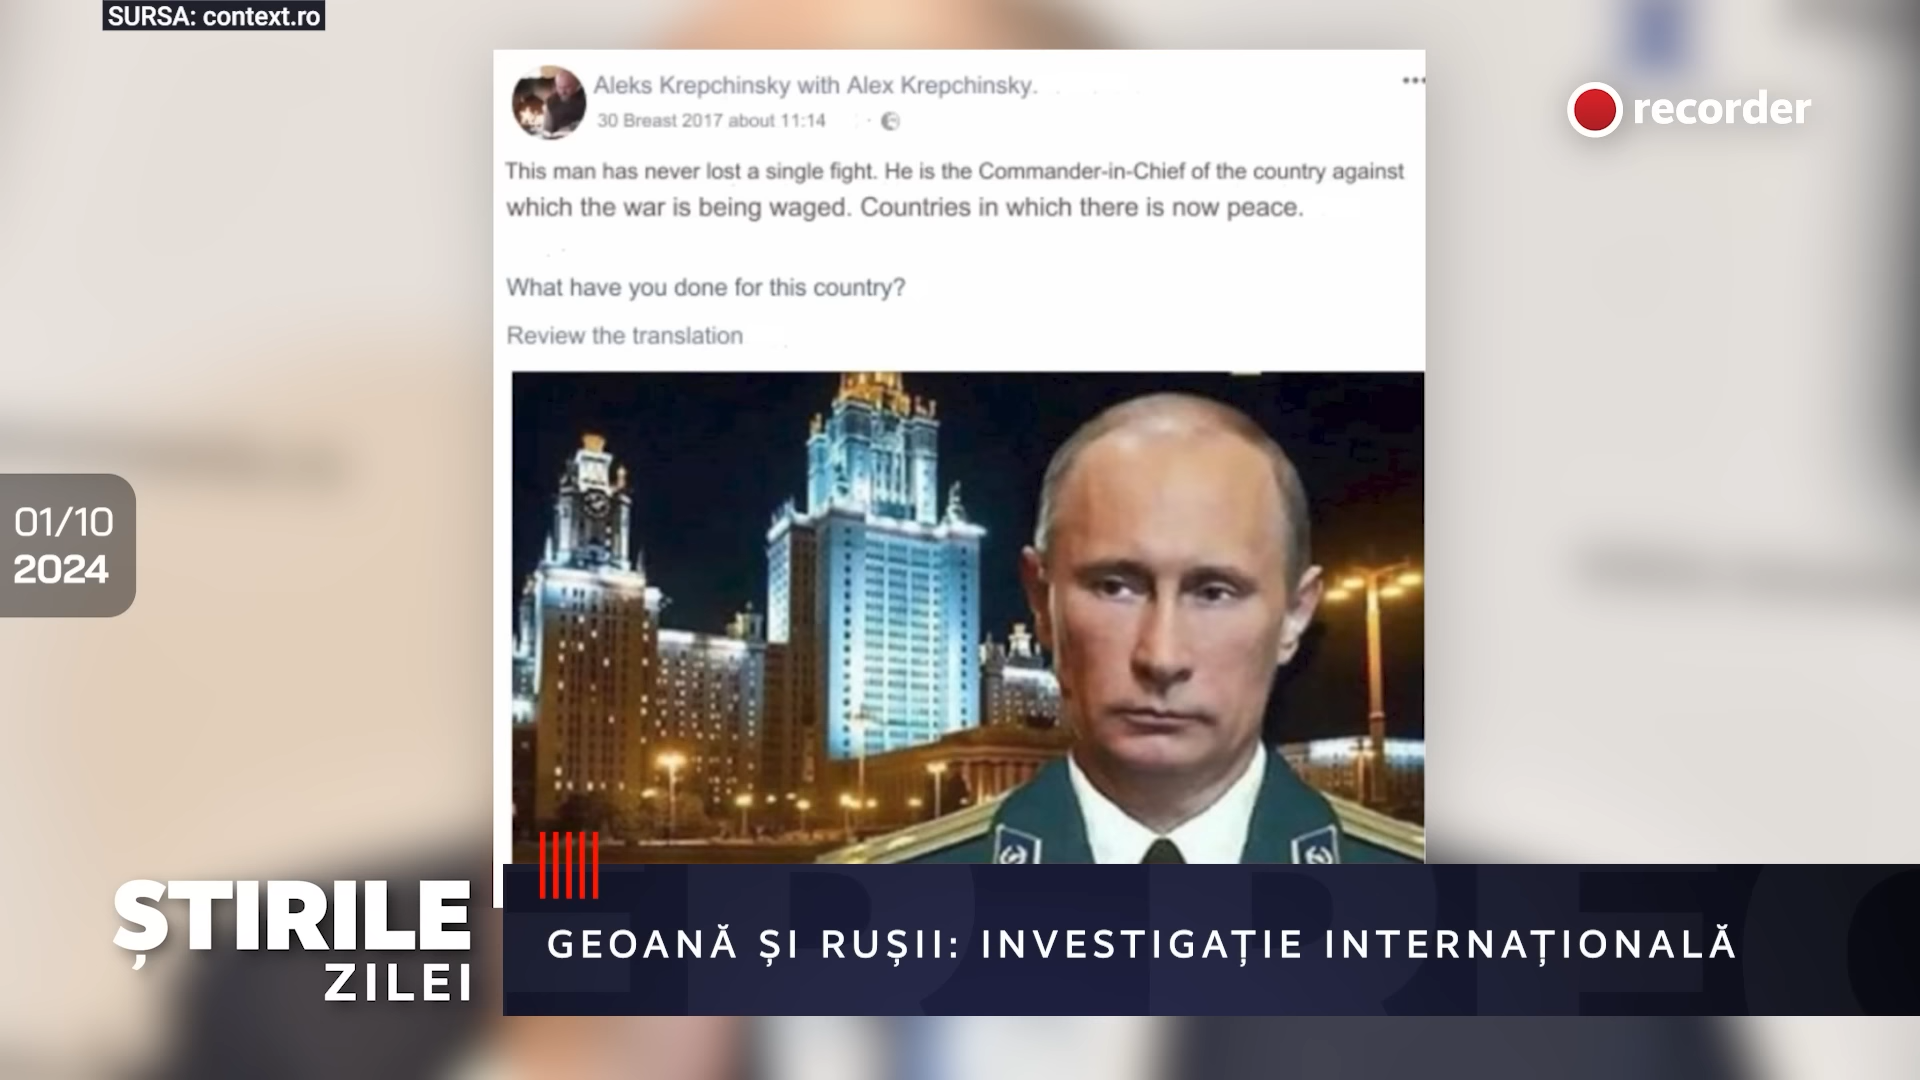 SURSA: context.ro
Aleks Krepchinsky with Alex Krepchinsky.
30 Breast 2017 about 11:14
recorder
This man has never lost a single fight. He is the Commander-in-Chief of the country against
which the war is being waged. Countries in which there is now peace.
What have you done for this country?
Review the translation
01/10
2024
ȘTIRILE
ZILEI
GEOANĂ ȘI RUȘII: INVESTIGAȚIE INTERNAȚIONALĂ